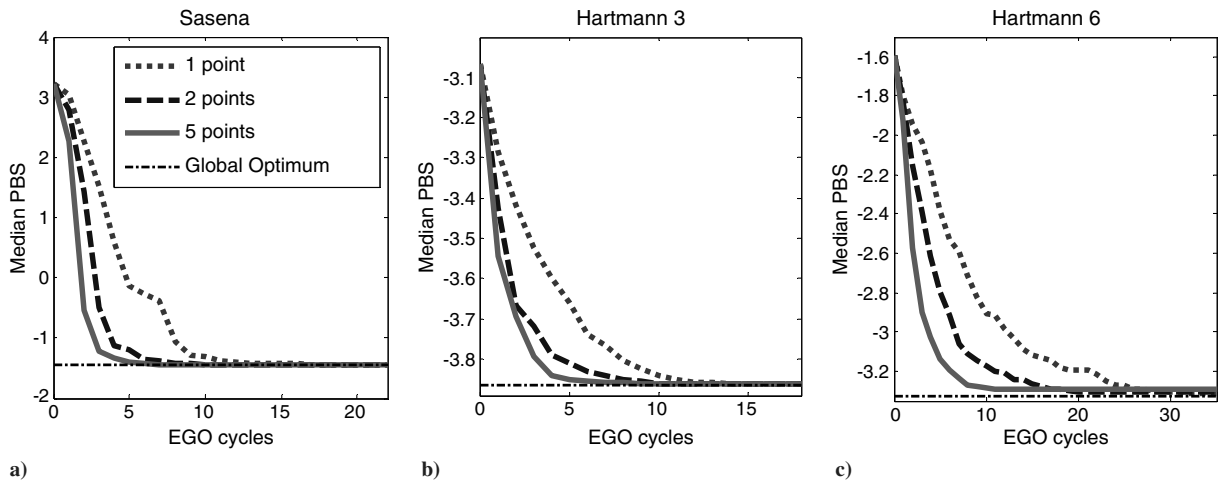 Sasena
4
3
2
1
0
-1
-2
0
5
10
15
20
Median PBS
EGO cycles
1 point
2 points
5 points
Global Optimum
a)
Hartmann 3
-3.1
-3.2
-3.3
-3.4
-3.5
-3.6
-3.7
-3.8
0
5
10
15
Median PBS
EGO cycles
b)
Hartmann 6
-1.6
-1.8
-2
-2.2
-2.4
-2.6
-2.8
-3
-3.2
0
10
20
30
Median PBS
EGO cycles
c)